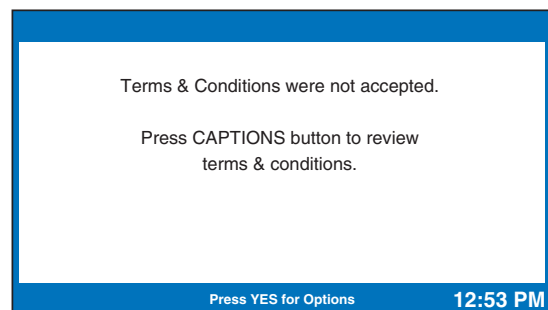 Terms & Conditions were not accepted.
Press CAPTIONS button to review
terms & conditions.
Press YES for Options
12:53 PM